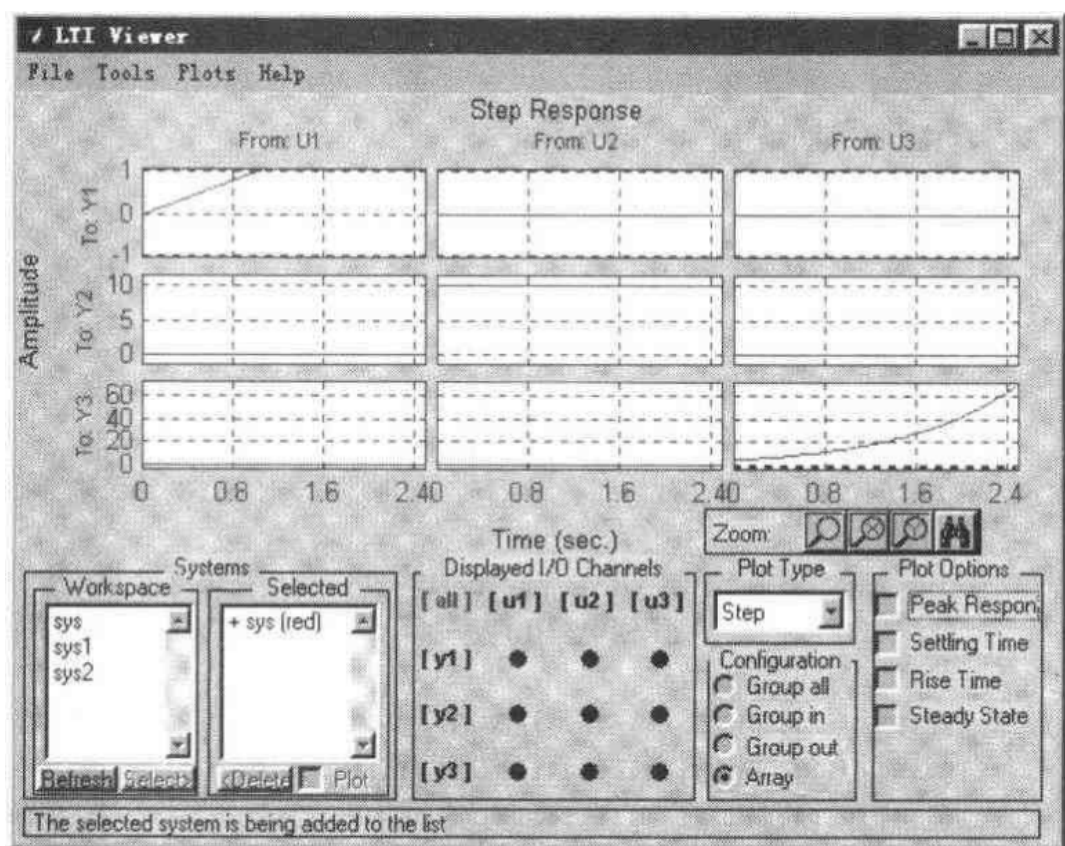 LTI Viewer
File Tools Plots Help
Step Response
From: U1 From: U2 From: U3
Amplitude
To: Y1
1
0
-1
To: Y2
10
5
0
To: Y3
60
40
20
0
0 0.8 1.6 2.40 0.8 1.6 2.40 0.8 1.6 2.4
Time (sec.)
Zoom:
Systems
Workspace
sys
sys1
sys2
Refresh Select>
Selected
+ sys (red)
<Delete Plot
Displayed I/O Channels
[ all ] [ u1 ] [ u2 ] [ u3 ]
[ y1 ]
[ y2 ]
[ y3 ]
Plot Type
Step
Configuration
Group all
Group in
Group out
Array
Plot Options
Peak Respon
Settling Time
Rise Time
Steady State
The selected system is being added to the list